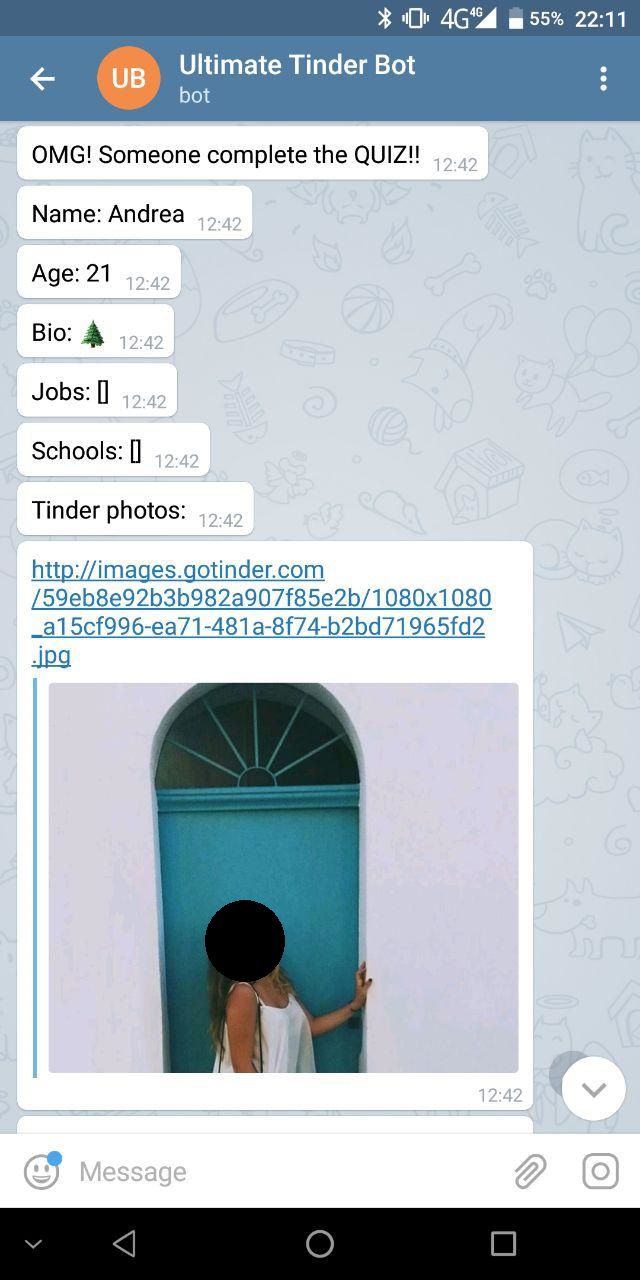 4G 4G 55% 22:11
UB
Ultimate Tinder Bot
bot
OMG! Someone complete the QUIZ!! 12:42
Name: Andrea 12:42
Age: 21 12:42
Bio: 🌲 12:42
Jobs: [] 12:42
Schools: [] 12:42
Tinder photos: 12:42
http://images.gotinder.com
/59eb8e92b3b982a907f85e2b/1080x1080
_a15cf996-ea71-481a-8f74-b2bd71965fd2
.jpg
12:42
Message